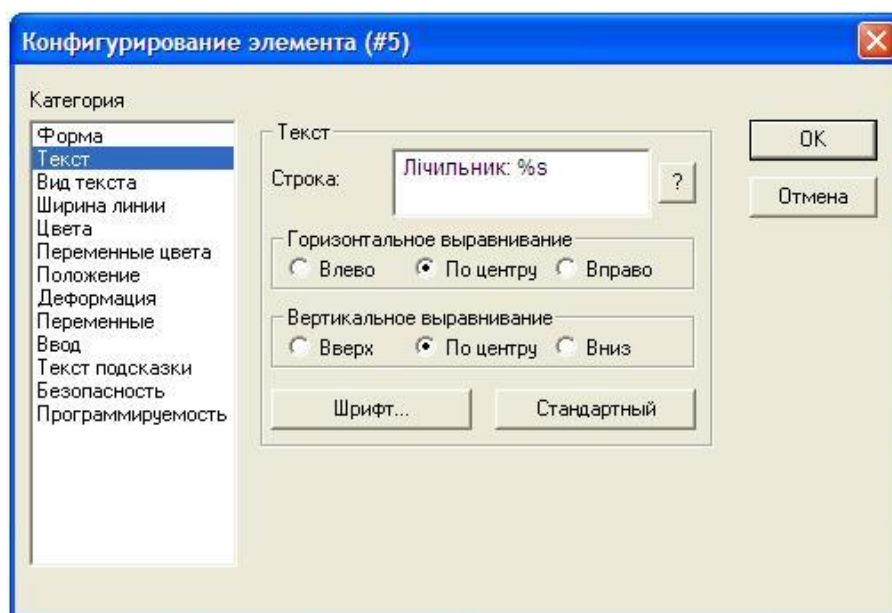 Конфигурирование элемента (#5)
Категория
Форма
Текст
Вид текста
Ширина линии
Цвета
Переменные цвета
Положение
Деформация
Переменные
Ввод
Текст подсказки
Безопасность
Программируемость
Текст
Строка:
Лічильник: %s
?
Горизонтальное выравнивание
Влево По центру Вправо
Вертикальное выравнивание
Вверх По центру Вниз
Шрифт... Стандартный
OK
Отмена